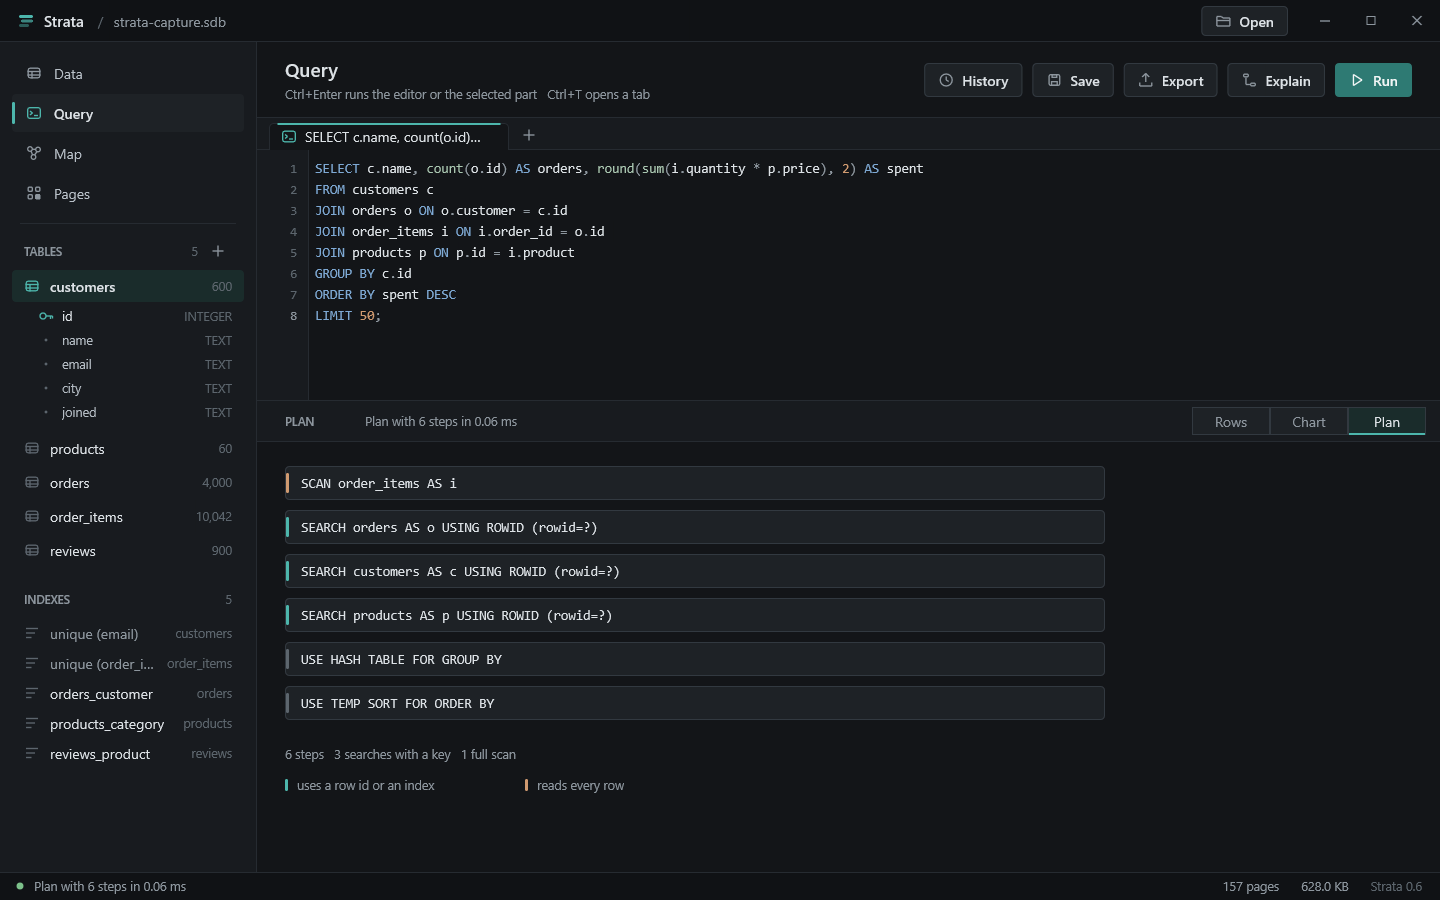 Strata / strata-capture.sdb
Open
Data
Query
Map
Pages
TABLES 5
customers 600
id INTEGER
name TEXT
email TEXT
city TEXT
joined TEXT
products 60
orders 4,000
order_items 10,042
reviews 900
INDEXES 5
unique (email) customers
unique (order_i... order_items
orders_customer orders
products_category products
reviews_product reviews
Query
Ctrl+Enter runs the editor or the selected part Ctrl+T opens a tab
History
Save
Export
Explain
Run
SELECT c.name, count(o.id)...
1 SELECT c.name, count(o.id) AS orders, round(sum(i.quantity * p.price), 2) AS spent
2 FROM customers c
3 JOIN orders o ON o.customer = c.id
4 JOIN order_items i ON i.order_id = o.id
5 JOIN products p ON p.id = i.product
6 GROUP BY c.id
7 ORDER BY spent DESC
8 LIMIT 50;
PLAN Plan with 6 steps in 0.06 ms
Rows
Chart
Plan
SCAN order_items AS i
SEARCH orders AS o USING ROWID (rowid=?)
SEARCH customers AS c USING ROWID (rowid=?)
SEARCH products AS p USING ROWID (rowid=?)
USE HASH TABLE FOR GROUP BY
USE TEMP SORT FOR ORDER BY
6 steps 3 searches with a key 1 full scan
uses a row id or an index
reads every row
Plan with 6 steps in 0.06 ms
157 pages 628.0 KB Strata 0.6